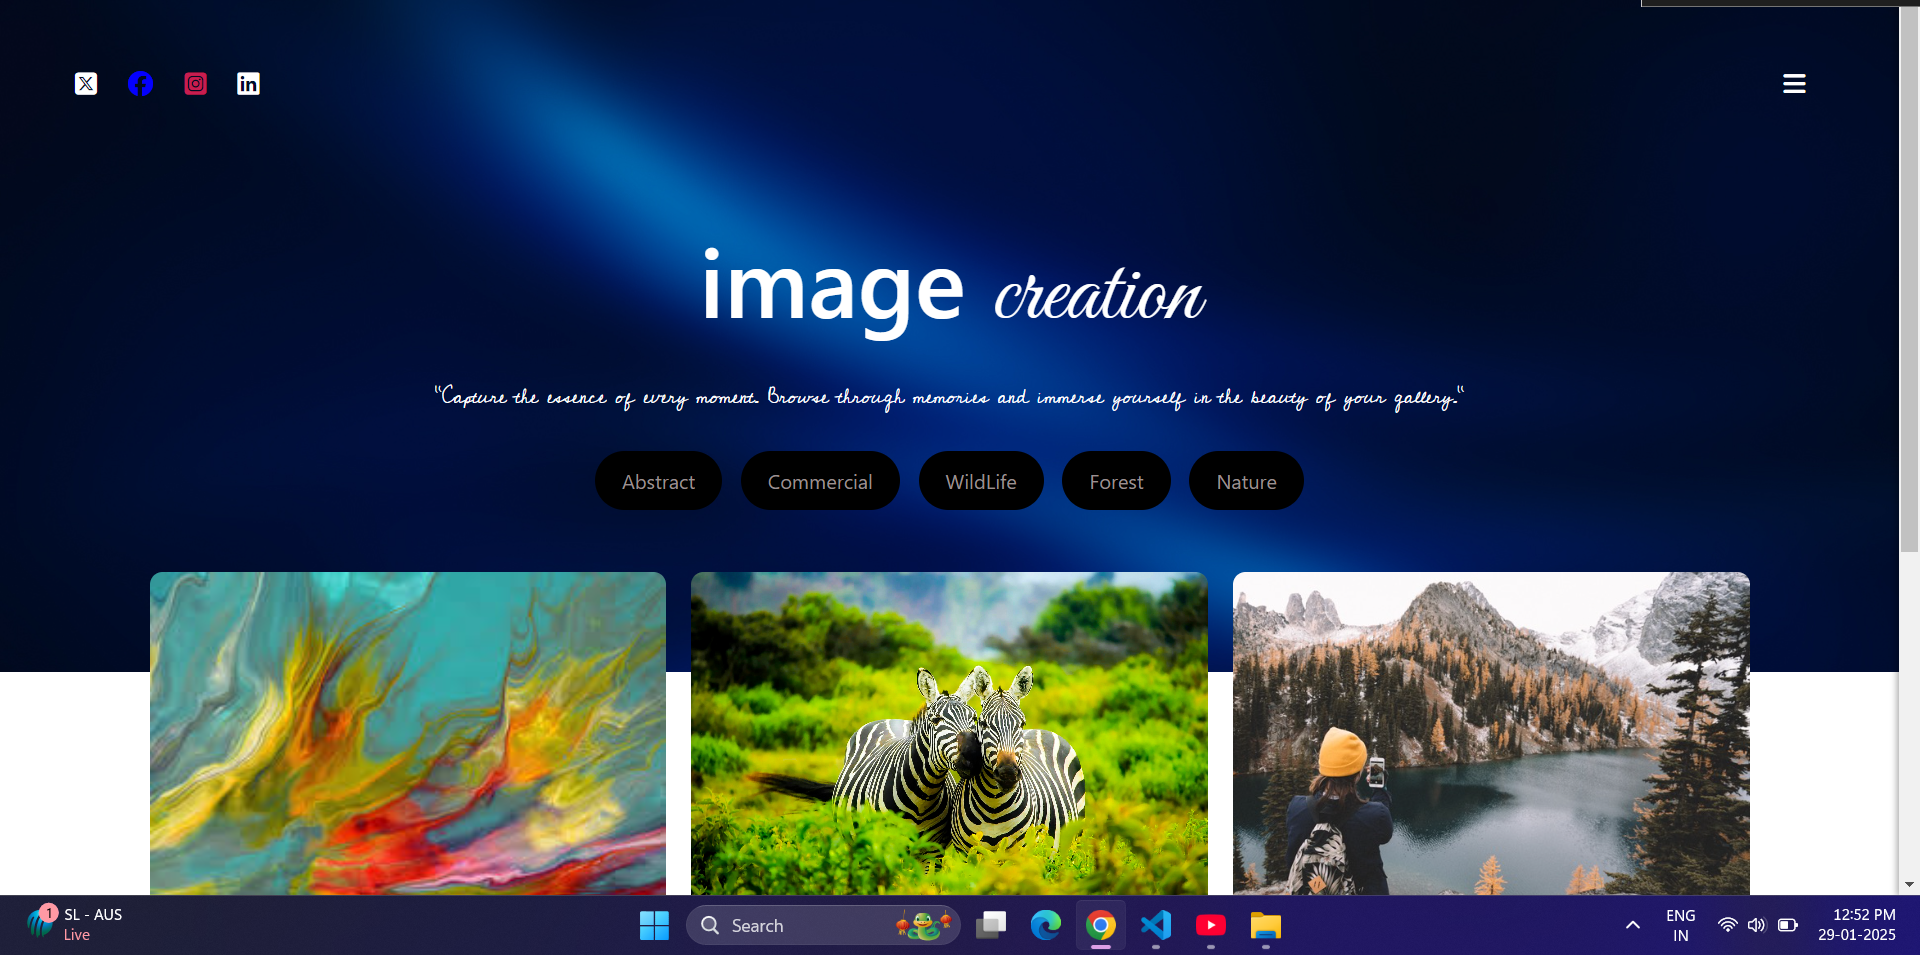 image creation
"Capture the essence of every moment. Browse through memories and immerse yourself in the beauty of your gallery."
Abstract Commercial WildLife Forest Nature
1
SL - AUS
Live
Search
ENG
IN
12:52 PM
29-01-2025